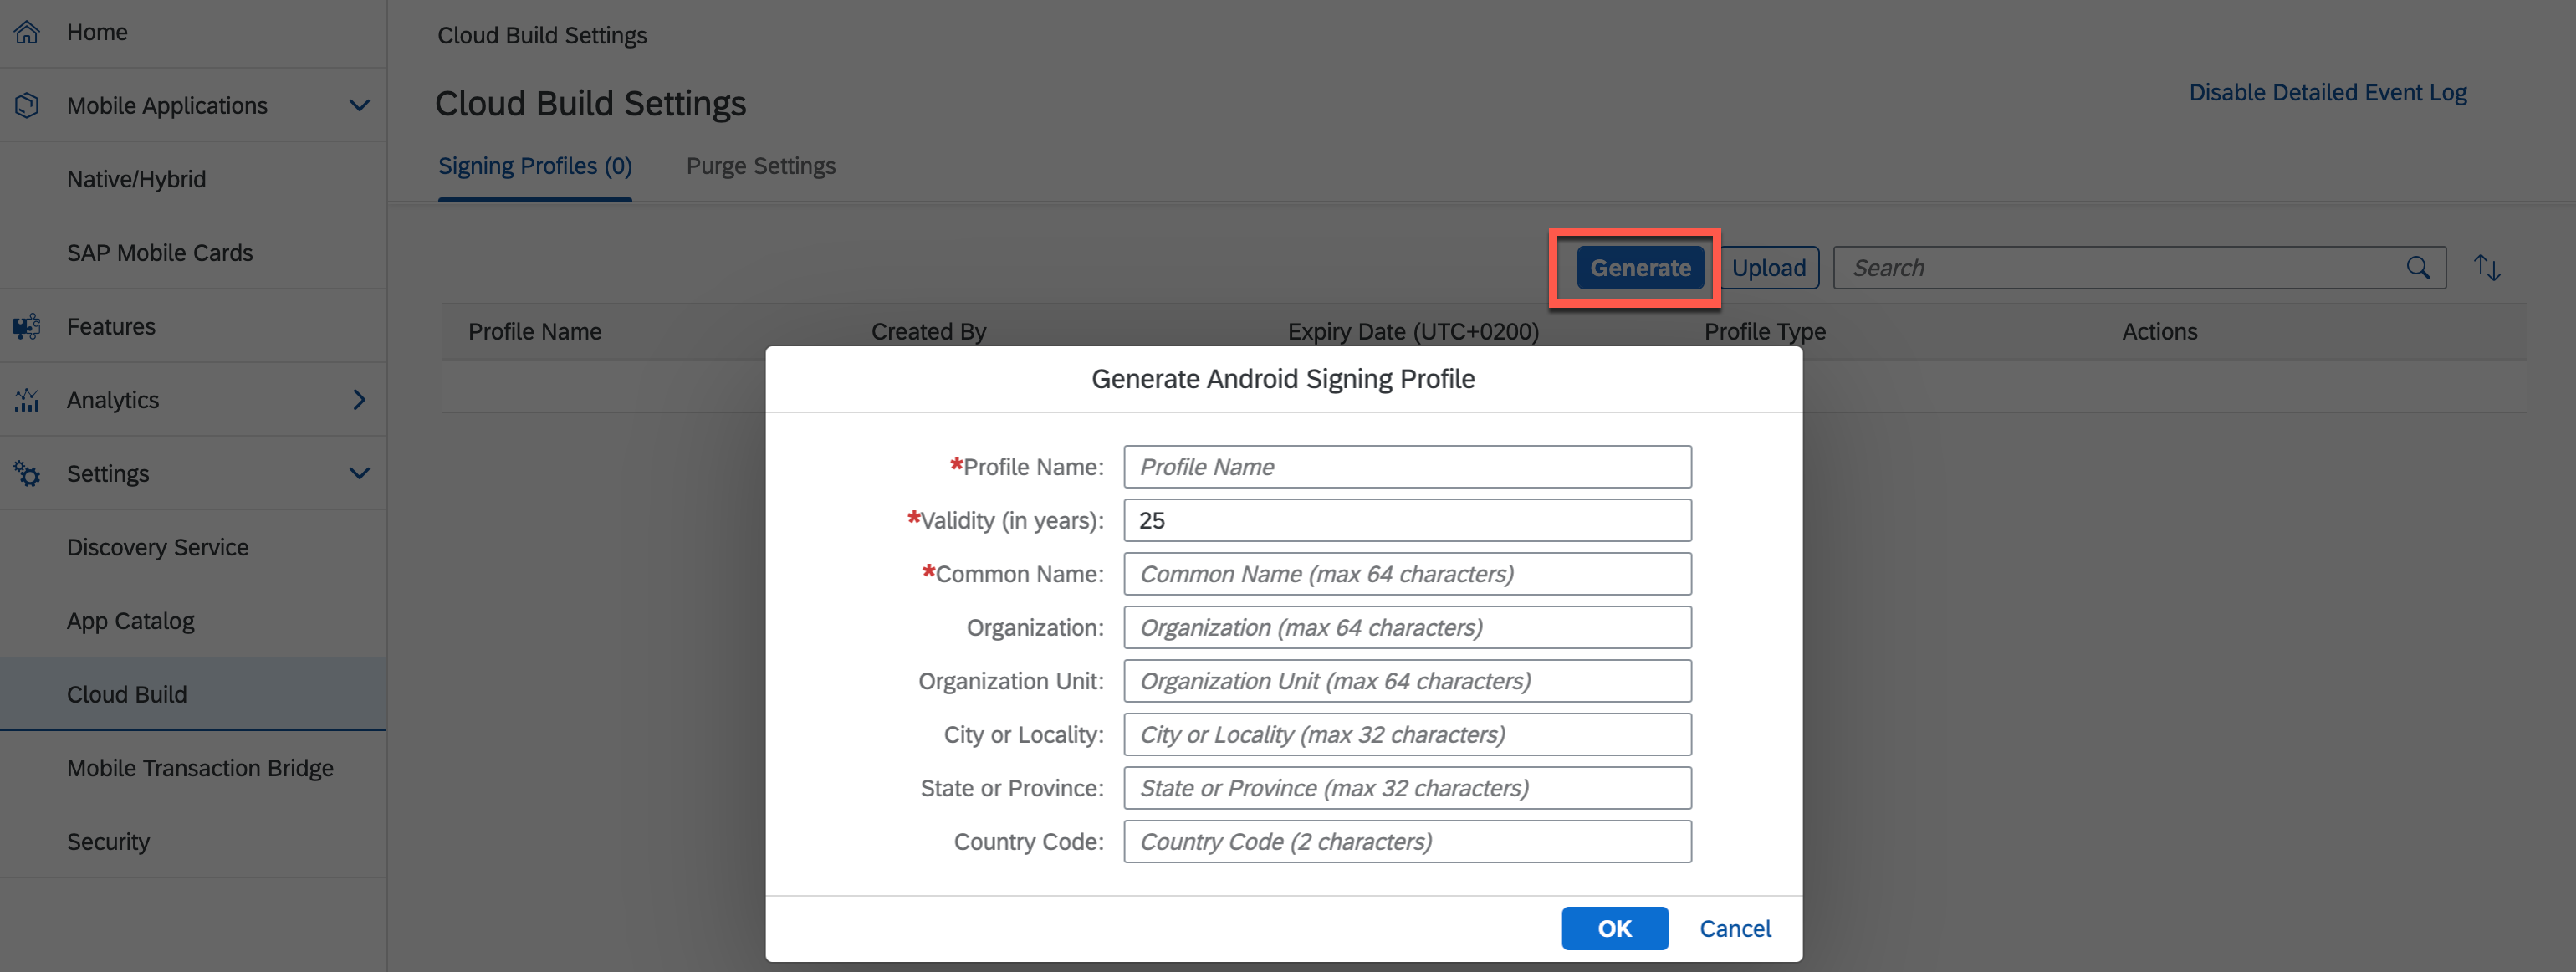 Home
Mobile Applications
Native/Hybrid
SAP Mobile Cards
Features
Analytics
Settings
Discovery Service
App Catalog
Cloud Build
Mobile Transaction Bridge
Security
Cloud Build Settings
Cloud Build Settings
Disable Detailed Event Log
Signing Profiles (0) Purge Settings
Generate Upload Search
Profile Name Created By Expiry Date (UTC+0200) Profile Type Actions
Generate Android Signing Profile
*Profile Name: Profile Name
*Validity (in years): 25
*Common Name: Common Name (max 64 characters)
Organization: Organization (max 64 characters)
Organization Unit: Organization Unit (max 64 characters)
City or Locality: City or Locality (max 32 characters)
State or Province: State or Province (max 32 characters)
Country Code: Country Code (2 characters)
OK Cancel